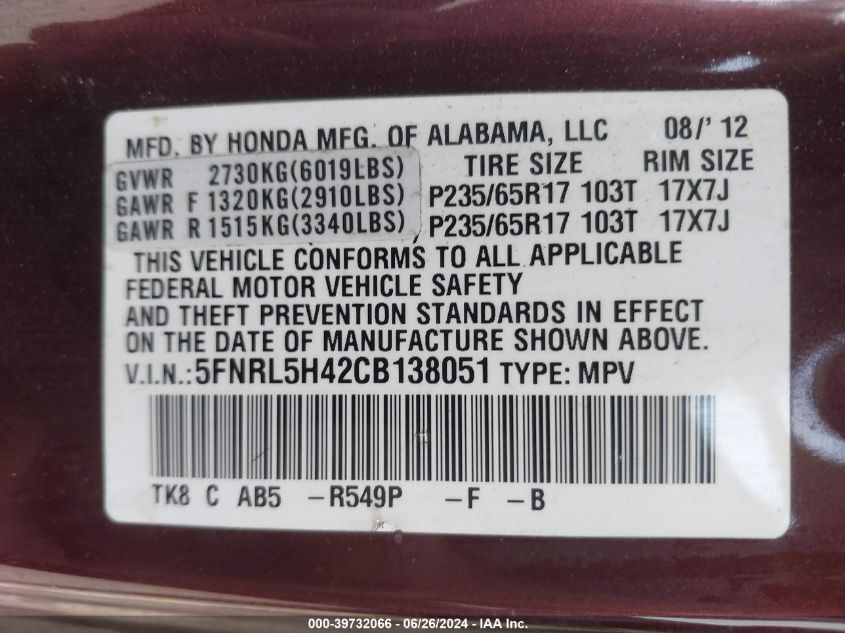 MFD. BY HONDA MFG. OF ALABAMA, LLC 08/' 12
GVWR 2730KG(6019LBS) TIRE SIZE RIM SIZE
GAWR F 1320KG(2910LBS) P235/65R17 103T 17X7J
GAWR R 1515KG(3340LBS), P235/65R17 103T 17X7J
THIS VEHICLE CONFORMS TO ALL APPLICABLE
FEDERAL MOTOR VEHICLE SAFETY
AND THEFT PREVENTION STANDARDS IN EFFECT
ON THE DATE OF MANUFACTURE SHOWN ABOVE.
V.I.N.: 5FNRL5H42CB138051 TYPE: MPV
TK8 C AB5 -R549P -F -B
000-39732066 - 06/26/2024 - IAA, Inc.